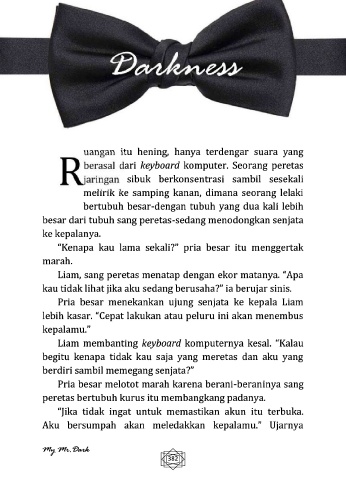 Darkness
Ruangan itu hening, hanya terdengar suara yang
berasal dari keyboard komputer. Seorang peretas
jaringan sibuk berkonsentrasi sambil sesekali
melirik ke samping kanan, dimana seorang lelaki
bertubuh besar-dengan tubuh yang dua kali lebih
besar dari tubuh sang peretas-sedang menodongkan senjata
ke kepalanya.
“Kenapa kau lama sekali?” pria besar itu menggertak
marah.
Liam, sang peretas menatap dengan ekor matanya. “Apa
kau tidak lihat jika aku sedang berusaha?” ia berujar sinis.
Pria besar menekankan ujung senjata ke kepala Liam
lebih kasar. “Cepat lakukan atau peluru ini akan menembus
kepalamu.”
Liam membanting keyboard komputernya kesal. “Kalau
begitu kenapa tidak kau saja yang meretas dan aku yang
berdiri sambil memegang senjata?”
Pria besar melotot marah karena berani-beraninya sang
peretas bertubuh kurus itu membangkang padanya.
“Jika tidak ingat untuk memastikan akun itu terbuka.
Aku bersumpah akan meledakkan kepalamu.” Ujarnya
My Mr.Dark
382